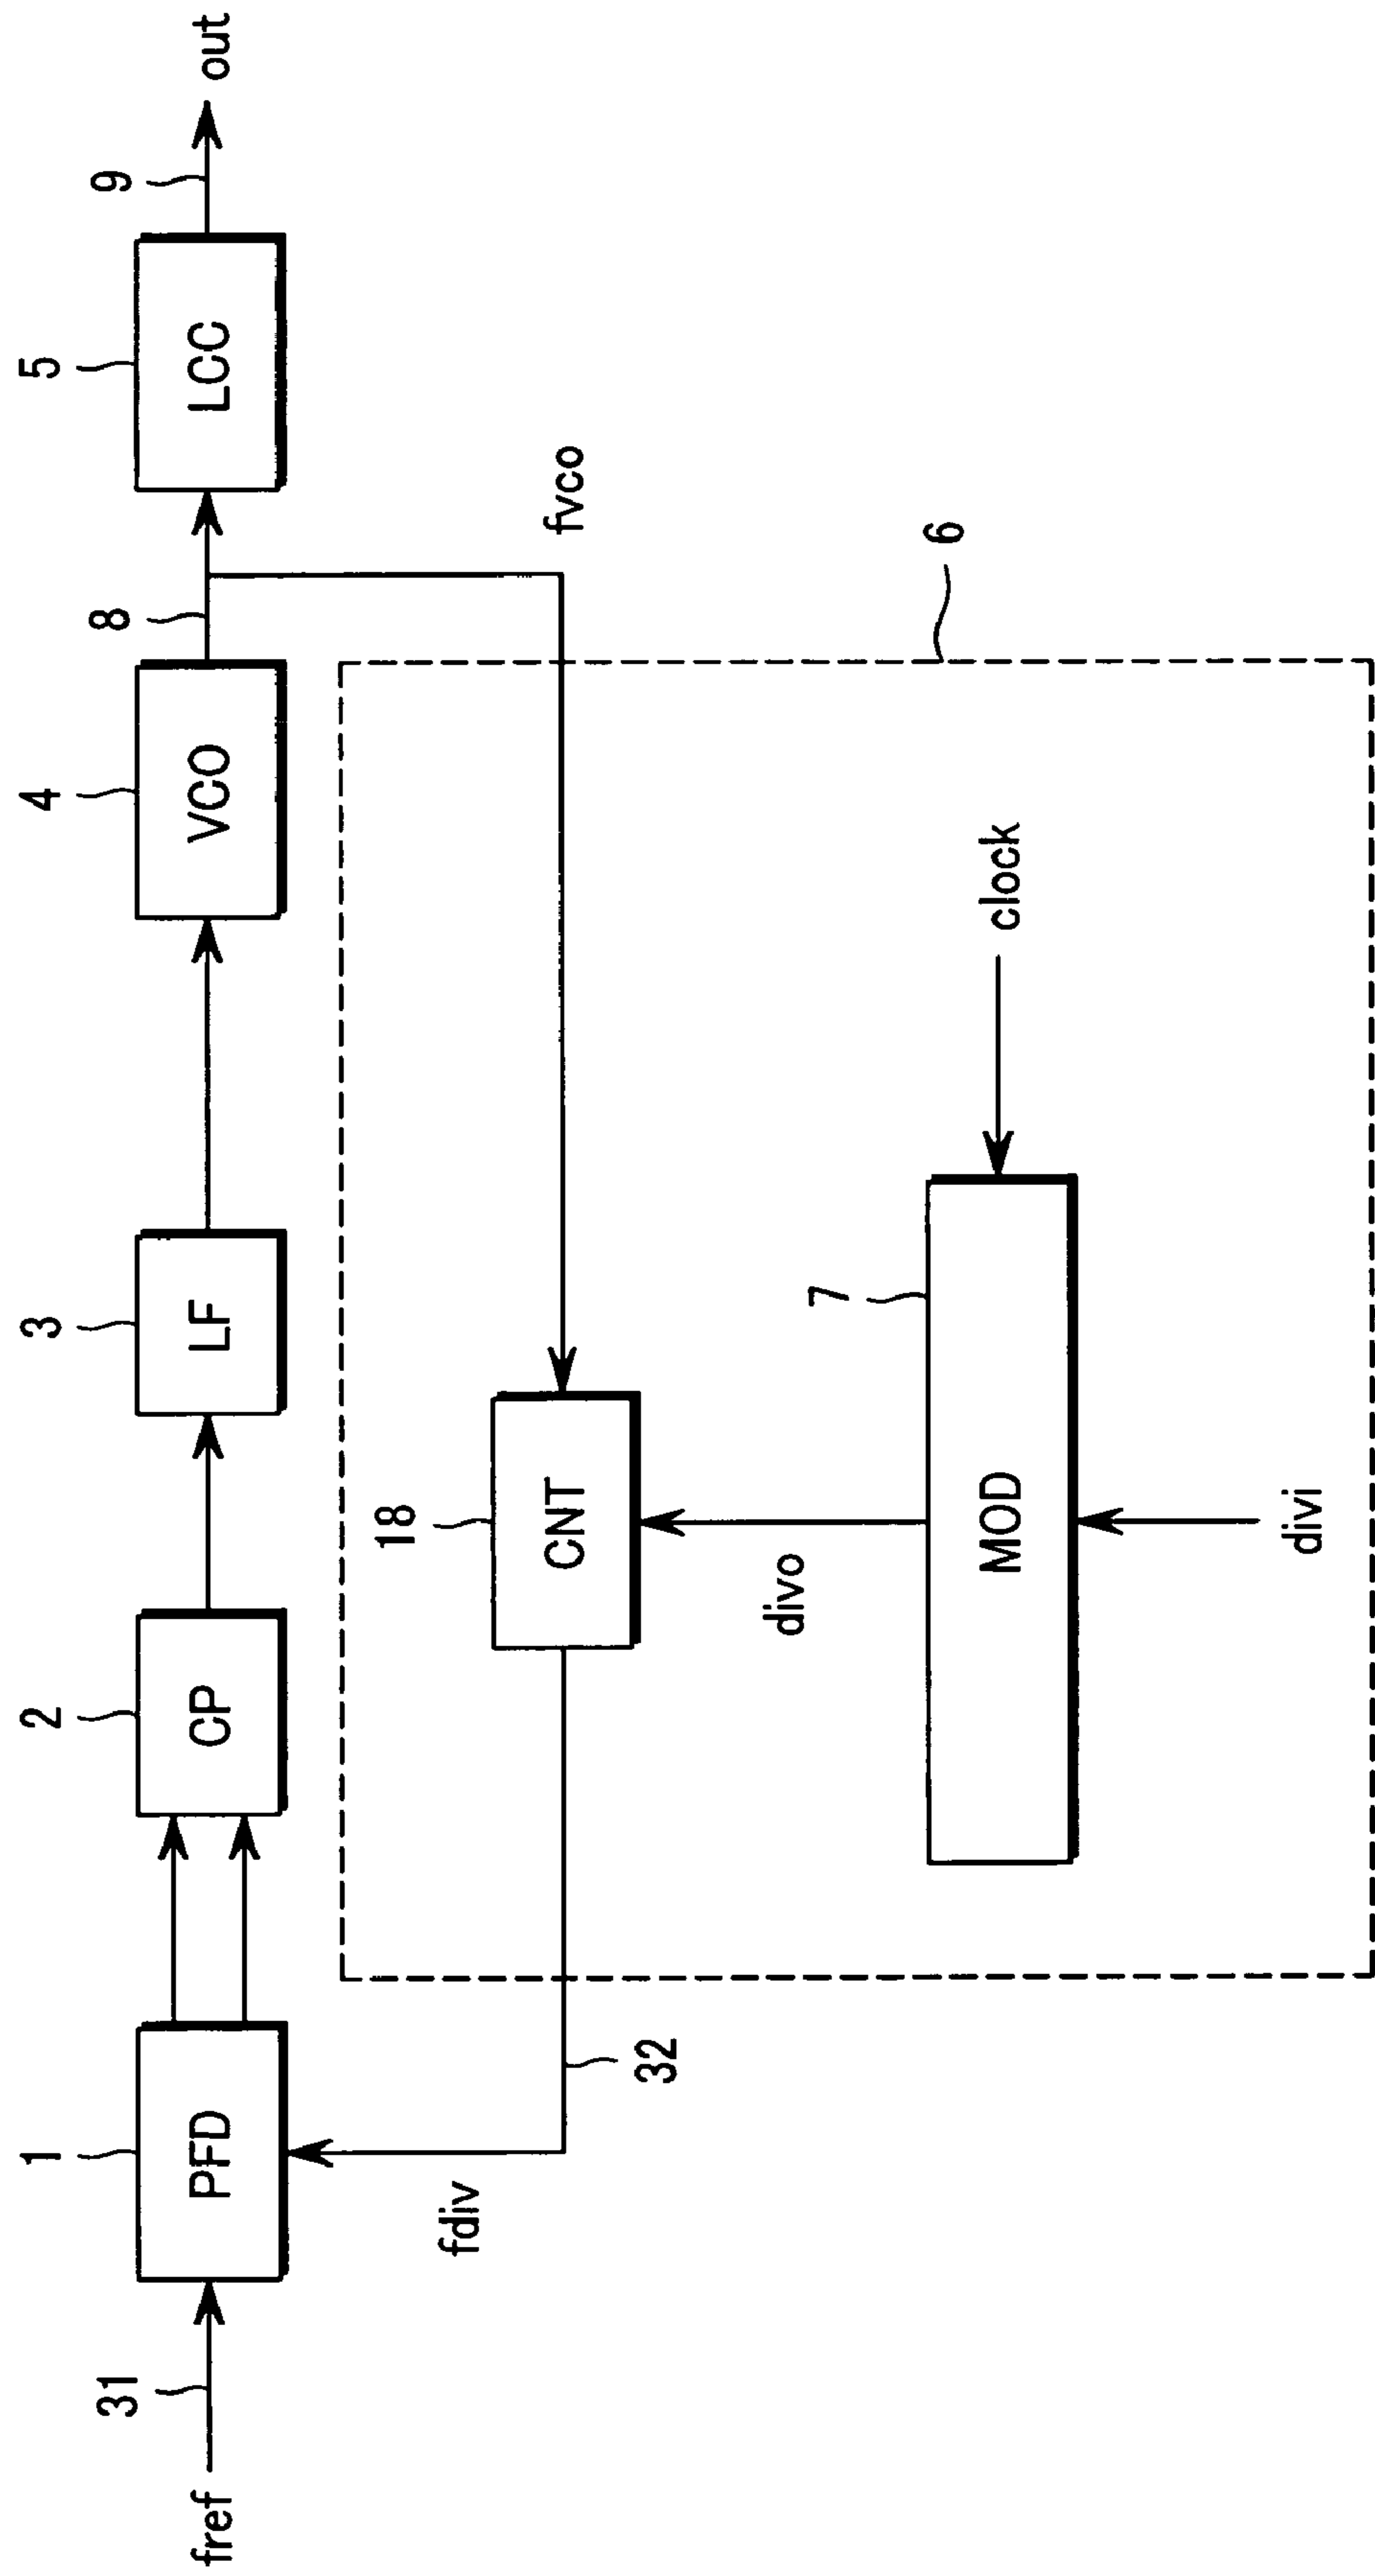 1
2
3
4
8
5
9
fref
31
PFD
CP
LF
VCO
LCC
out
fdiv
32
18
CNT
fvco
6
divo
7
MOD
clock
divi